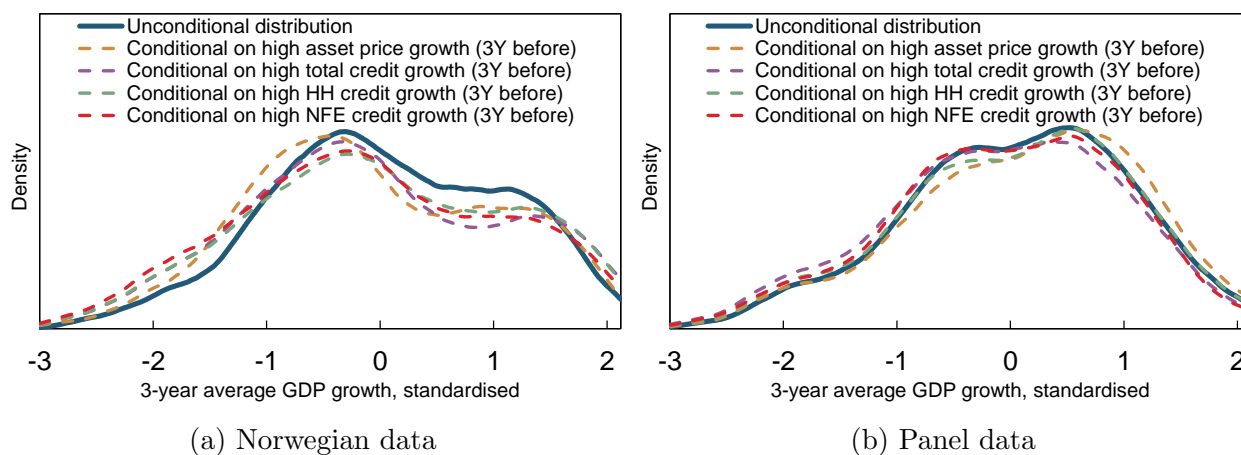 Unconditional distribution
Conditional on high asset price growth (3Y before)
Conditional on high total credit growth (3Y before)
Conditional on high HH credit growth (3Y before)
Conditional on high NFE credit growth (3Y before)
Density
-3 -2 -1 0 1 2
3-year average GDP growth, standardised
(a) Norwegian data
Unconditional distribution
Conditional on high asset price growth (3Y before)
Conditional on high total credit growth (3Y before)
Conditional on high HH credit growth (3Y before)
Conditional on high NFE credit growth (3Y before)
Density
-3 -2 -1 0 1 2
3-year average GDP growth, standardised
(b) Panel data